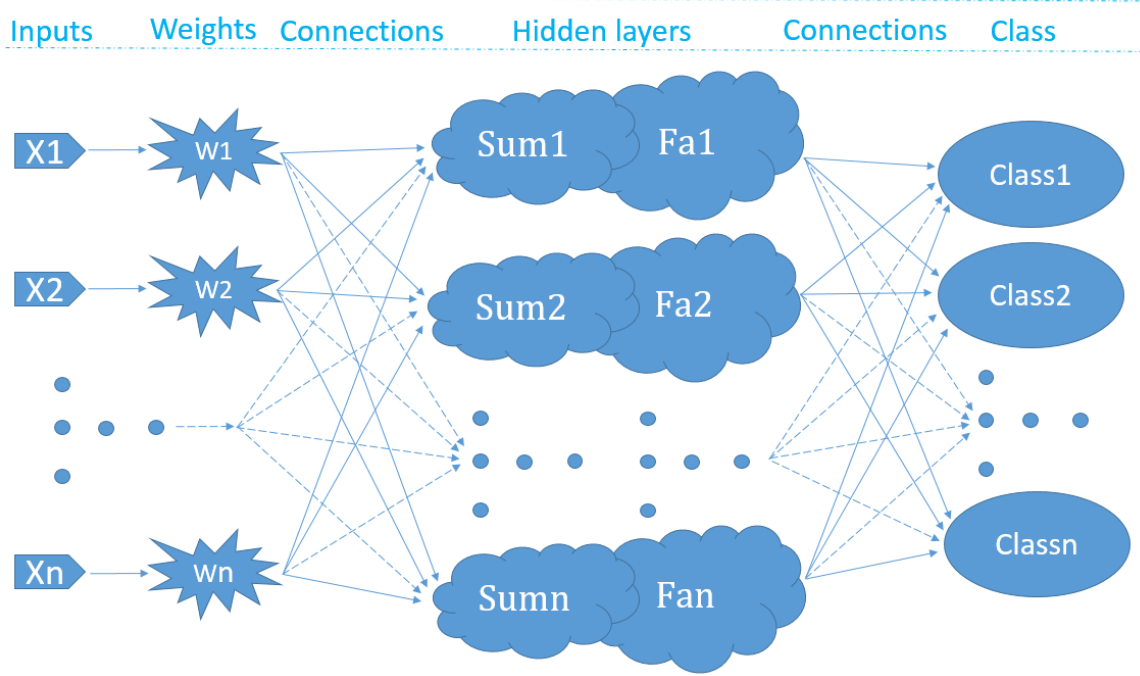 Inputs Weights Connections Hidden layers Connections Class
X1 W1 Sum1 Fa1 Class1
X2 W2 Sum2 Fa2 Class2
Xn Wn Sumn Fan Classn